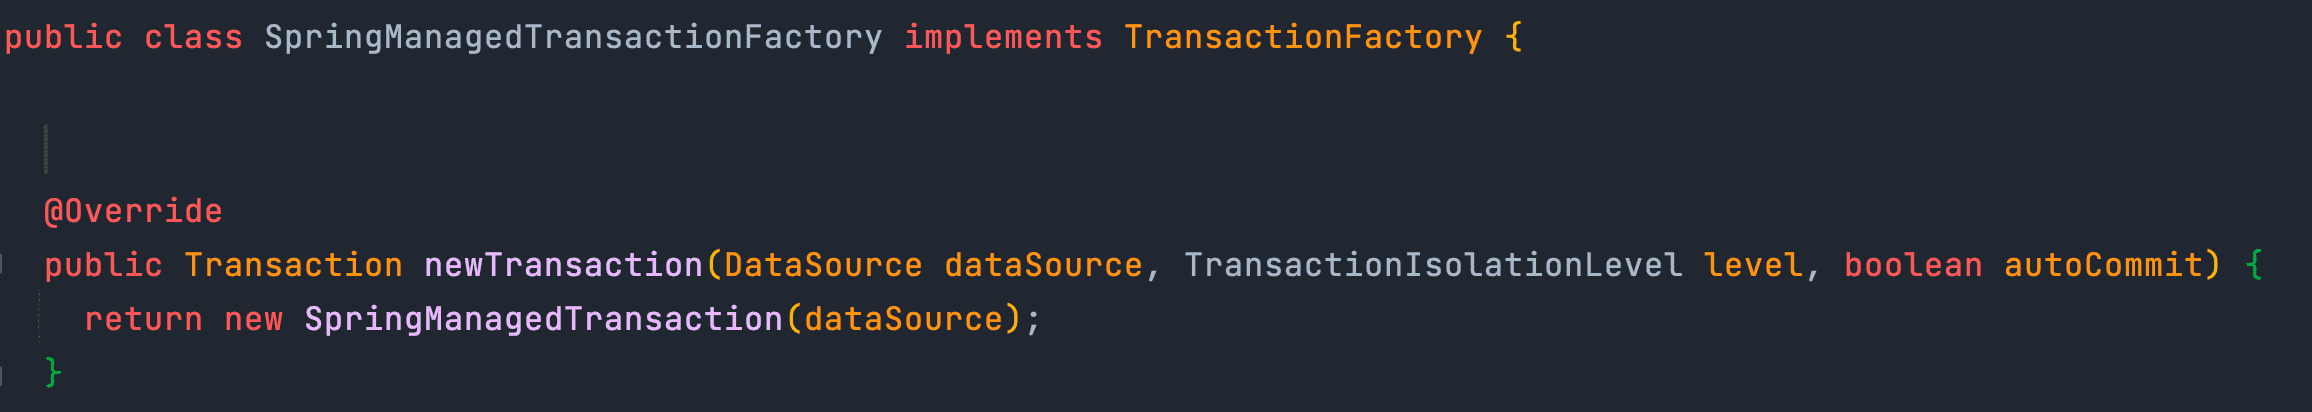 public class SpringManagedTransactionFactory implements TransactionFactory {
@Override
public Transaction newTransaction(DataSource dataSource, TransactionIsolationLevel level, boolean autoCommit) {
return new SpringManagedTransaction(dataSource);
}